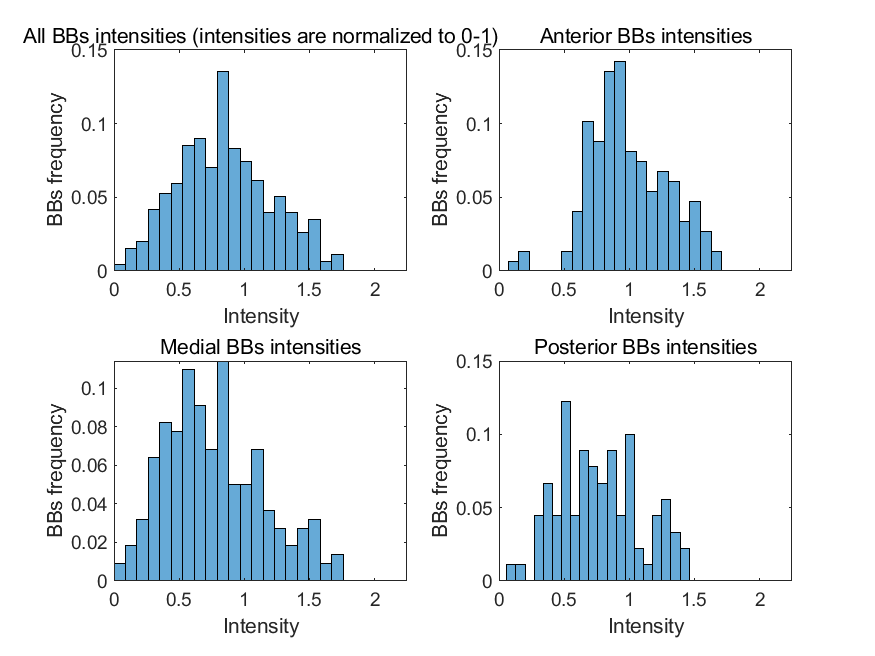 All BBs intensities (intensities are normalized to 0-1)
0.15
0.1
0.05
0
BBs frequency
0 0.5 1 1.5 2
Intensity
Anterior BBs intensities
0.15
0.1
0.05
0
BBs frequency
0 0.5 1 1.5 2
Intensity
Medial BBs intensities
0.1
0.08
0.06
0.04
0.02
0
BBs frequency
0 0.5 1 1.5 2
Intensity
Posterior BBs intensities
0.15
0.1
0.05
0
BBs frequency
0 0.5 1 1.5 2
Intensity